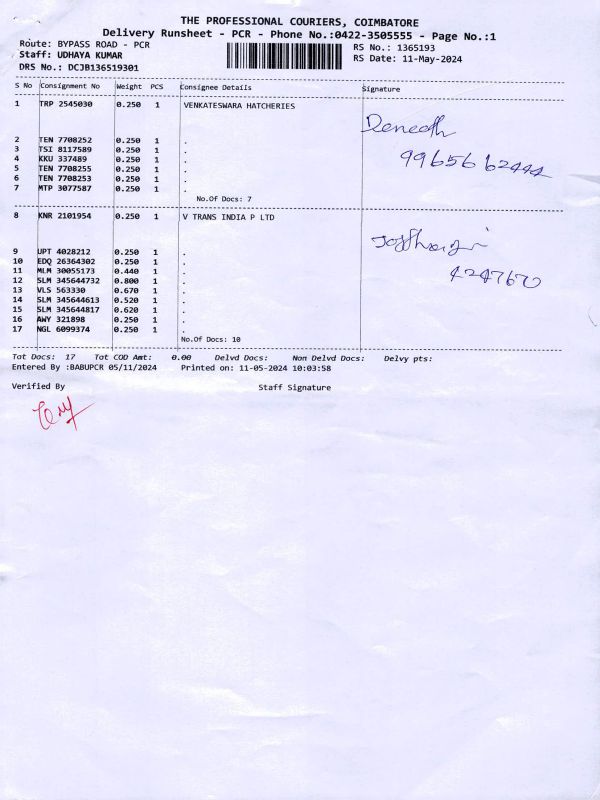 THE PROFESSIONAL COURIERS, COIMBATORE
Delivery Runsheet - PCR - Phone No.:0422-3505555 - Page No.:1
Route: BYPASS ROAD - PCR RS No.: 1365193
Staff: UDHAYA KUMAR RS Date: 11-May-2024
DRS No.: DCJB136519301
S No Consignment No Weight PCS Consignee Details Signature
1 TRP 2545030 0.250 1 VENKATESWARA HATCHERIES
2 TEN 7708252 0.250 1 .
3 TSI 8117589 0.250 1 .
4 KKU 337489 0.250 1 .
5 TEN 7708255 0.250 1 .
6 TEN 7708253 0.250 1 .
7 MTP 3077587 0.250 1 .
No.Of Docs: 7
8 KNR 2101954 0.250 1 V TRANS INDIA P LTD
9 UPT 4028212 0.250 1 .
10 EDQ 26364302 0.250 1 .
11 MLM 30055173 0.440 1 .
12 SLM 345644732 0.800 1 .
13 VLS 563330 0.670 1 .
14 SLM 345644613 0.520 1 .
15 SLM 345644817 0.620 1 .
16 AWY 321898 0.250 1 .
17 NGL 6099374 0.250 1 .
No.Of Docs: 10
4247670
Tot Docs: 17 Tot COD Amt: 0.00 Delvd Docs: Non Delvd Docs: Delvy pts:
Entered By :BABUPCR 05/11/2024 Printed on: 11-05-2024 10:03:58
Verified By Staff Signature